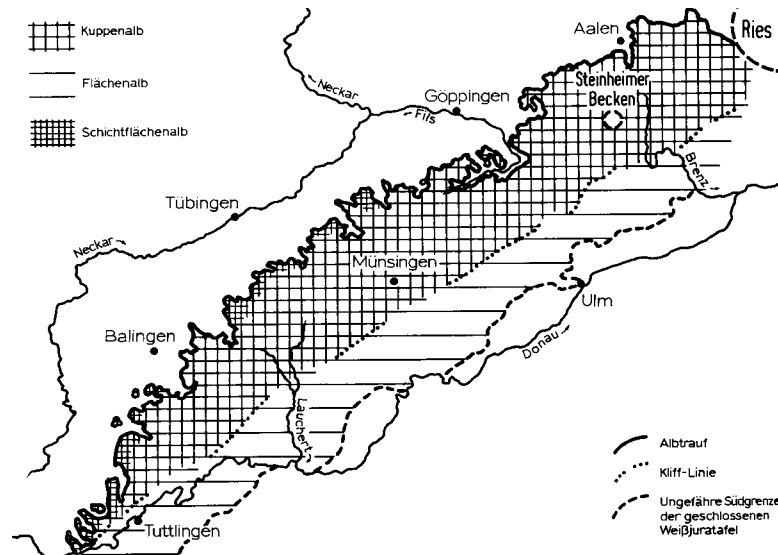 Kuppenalb
Flächenalb
Schichtflächenalb
Aalen
Ries
Steinheimer
Becken
Neckar
Göppingen
Fils
Brenz
Tübingen
Neckar
Münsingen
Ulm
Balingen
Donau
Lauchert
Tuttlingen
Albtrauf
Kliff-Linie
Ungefähre Südgrenze
der geschlossenen
Weißjuratafel